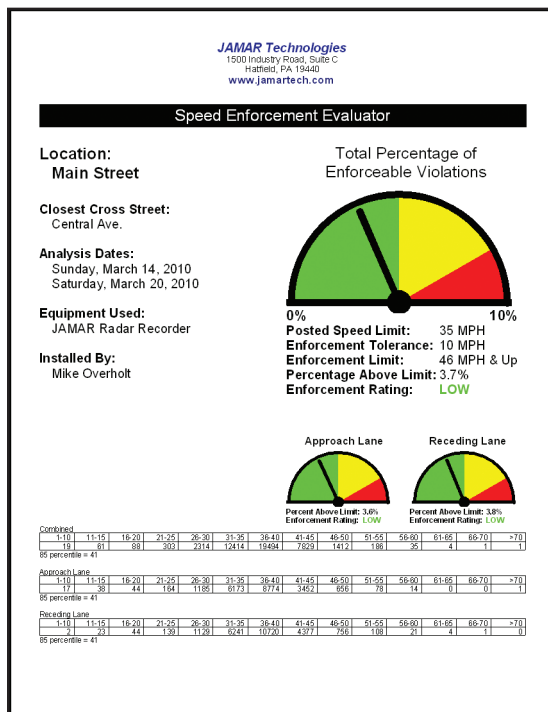 JAMAR Technologies
1500 Industry Road, Suite C
Hatfield, PA 19440
www.jamartech.com
Speed Enforcement Evaluator
Location:
Main Street
Closest Cross Street:
Central Ave.
Analysis Dates:
Sunday, March 14, 2010
Saturday, March 20, 2010
Equipment Used:
JAMAR Radar Recorder
Installed By:
Mike Overholt
Total Percentage of
Enforceable Violations
0% 10%
Posted Speed Limit: 35 MPH
Enforcement Tolerance: 10 MPH
Enforcement Limit: 46 MPH & Up
Percentage Above Limit: 3.7%
Enforcement Rating: LOW
Approach Lane
Percent Above Limit: 3.6%
Enforcement Rating: LOW
Receding Lane
Percent Above Limit: 3.8%
Enforcement Rating: LOW
Combined
1-10 11-15 16-20 21-25 26-30 31-35 36-40 41-45 46-50 51-55 56-60 61-65 66-70 >70
19 61 88 303 2314 12414 19494 7829 1412 186 35 4 1 1
85 percentile = 41
Approach Lane
1-10 11-15 16-20 21-25 26-30 31-35 36-40 41-45 46-50 51-55 56-60 61-65 66-70 >70
17 38 44 164 1185 6173 8774 3452 656 78 14 0 0 1
85 percentile = 41
Receding Lane
1-10 11-15 16-20 21-25 26-30 31-35 36-40 41-45 46-50 51-55 56-60 61-65 66-70 >70
2 23 44 139 1129 6241 10720 4377 756 108 21 4 1 0
85 percentile = 41